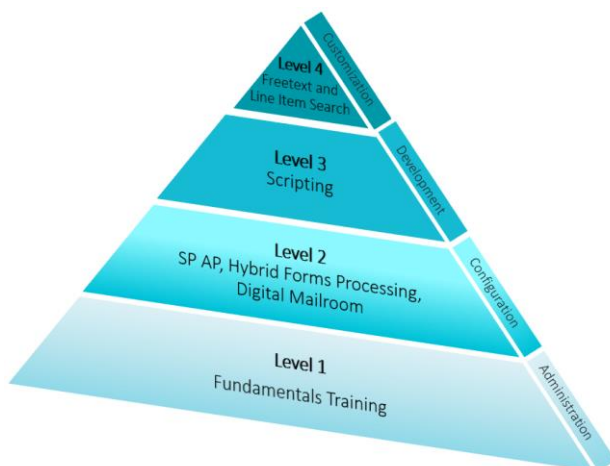 Level 4
Freetext and
Line Item Search
Customization
Level 3
Scripting
Development
Level 2
SP AP, Hybrid Forms Processing,
Digital Mailroom
Configuration
Level 1
Fundamentals Training
Administration